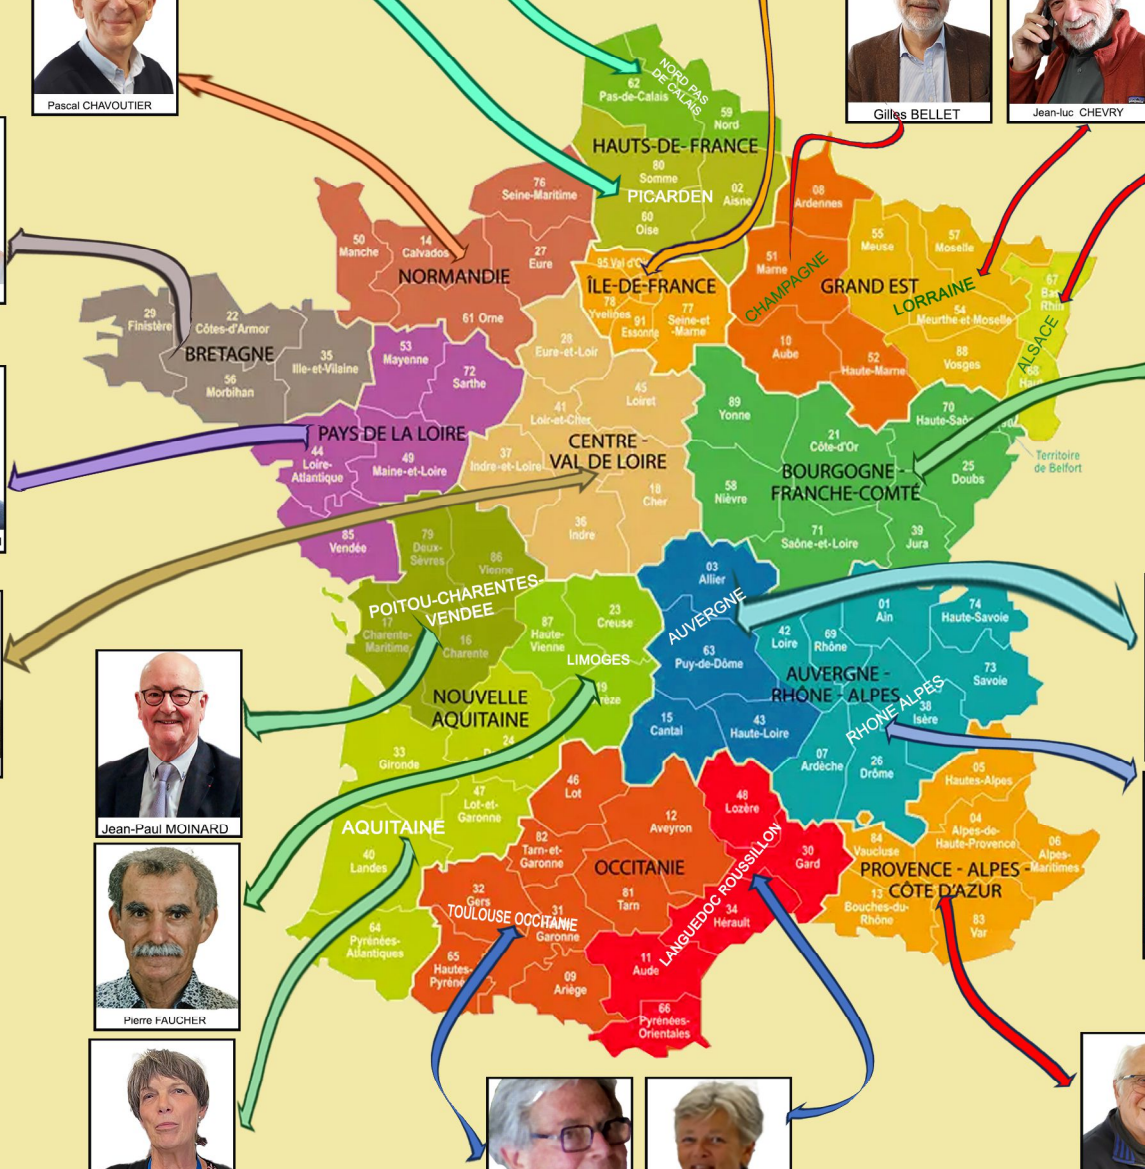 Pascal CHAVOUTIER
Gilles BELLET
Jean-luc CHEVRY
NORD PAS
DE CALAIS
62
Pas-de-Calais
59
Nord
HAUTS-DE-FRANCE
80
Somme
PICARDEN
02
Aisne
60
Oise
76
Seine-Maritime
50
Manche
14
Calvados
27
Eure
NORMANDIE
61 Orne
95 Val d'O
ÎLE-DE-FRANCE
78
Yvelines
91
Essonne
77
Seine-et
-Marne
08
Ardennes
51
Marne
CHAMPAGNE
55
Meuse
57
Moselle
GRAND EST
LORRAINE
54
Meurthe-et-Moselle
67
Bas
Rhin
ALSACE
68
Hau
10
Aube
52
Haute-Marne
88
Vosges
29
Finistère
22
Côtes-d'Armor
BRETAGNE
35
Ille-et-Vilaine
56
Morbihan
53
Mayenne
72
Sarthe
PAYS DE LA LOIRE
44
Loire-
Atlantique
49
Maine-et-Loire
85
Vendée
28
Eure-et-Loir
45
Loiret
41
Loir-et-Cher
CENTRE -
VAL DE LOIRE
37
Indre-et-Loire
18
Cher
36
Indre
89
Yonne
21
Côte-d'Or
70
Haute-Saô
90
Territoire
de Belfort
BOURGOGNE -
FRANCHE-COMTÉ
25
Doubs
58
Nièvre
71
Saône-et-Loire
39
Jura
79
Deux-
Sèvres
86
Vienne
POITOU-CHARENTES-
VENDEE
17
Charente-
Maritime
16
Charente
87
Haute-
Vienne
23
Creuse
LIMOGES
19
rèze
NOUVELLE
AQUITAINE
33
Gironde
24
D
47
Lot-et-
Garonne
AQUITAINE
40
Landes
64
Pyrénées-
Atlantiques
03
Allier
AUVERGNE
63
Puy-de-Dôme
15
Cantal
43
Haute-Loire
42
Loire
69
Rhône
01
Ain
74
Haute-Savoie
73
Savoie
AUVERGNE -
RHÔNE - ALPES
RHONE ALPES
38
Isère
07
Ardèche
26
Drôme
46
Lot
12
Aveyron
48
Lozère
82
Tarn-et-
Garonne
OCCITANIE
81
Tarn
32
Gers
31
Garonne
TOULOUSE OCCITANIE
65
Hautes-
Pyréné
09
Ariège
LANGUEDOC ROUSSILLON
30
Gard
34
Hérault
11
Aude
66
Pyrénées-
Orientales
05
Hautes-Alpes
04
Alpes-de-
Haute-Provence
06
Alpes-
Maritimes
84
Vaucluse
PROVENCE - ALPES -
CÔTE D'AZUR
13
Bouches-du-
Rhône
83
Var
Jean-Paul MOINARD
Pierre FAUCHER